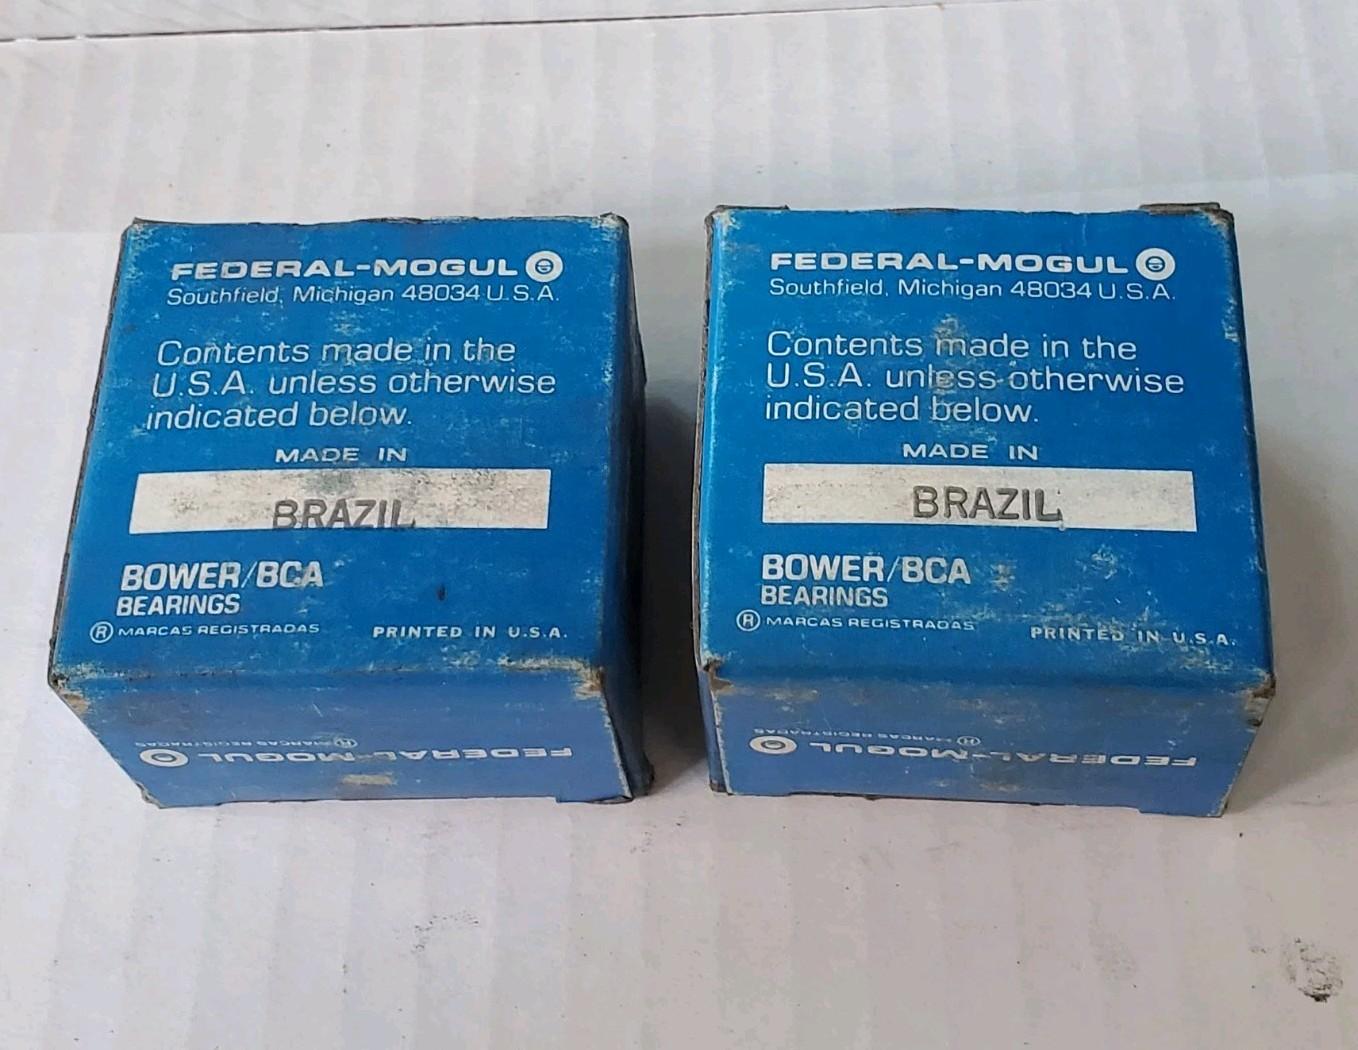 FEDERAL-MOGUL
Southfield, Michigan 48034 U.S.A.
Contents made in the
U.S.A. unless otherwise
indicated below.
MADE IN
BRAZIL
BOWER/BCA
BEARINGS
® MARCAS REGISTRADAS
PRINTED IN U.S.A.
FEDERAL-MOGUL
® MARCAS REGISTRADAS
FEDERAL-MOGUL
Southfield, Michigan 48034 U.S.A.
Contents made in the
U.S.A. unless otherwise
indicated below.
MADE IN
BRAZIL
BOWER/BCA
BEARINGS
® MARCAS REGISTRADAS
PRINTED IN U.S.A.
FEDERAL-MOGUL
® MARCAS REGISTRADAS